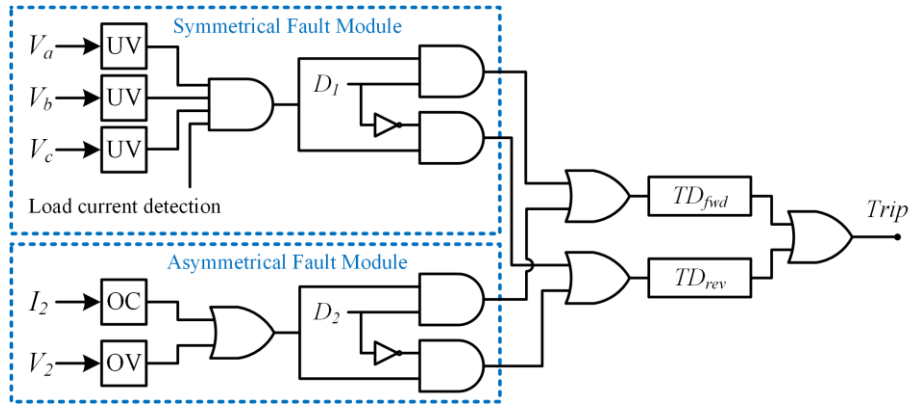 Symmetrical Fault Module
Va UV
Vb UV
Vc UV
D1
Load current detection
TDfwd
Trip
Asymmetrical Fault Module
TDrev
I2 OC
D2
V2 OV